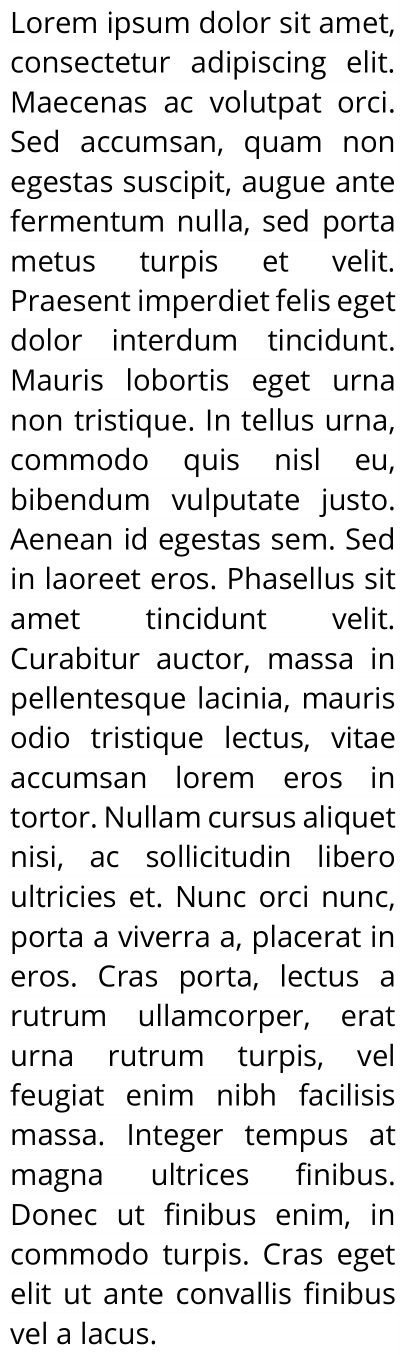 Lorem ipsum dolor sit amet,
consectetur adipiscing elit.
Maecenas ac volutpat orci.
Sed accumsan, quam non
egestas suscipit, augue ante
fermentum nulla, sed porta
metus turpis et velit.
Praesent imperdiet felis eget
dolor interdum tincidunt.
Mauris lobortis eget urna
non tristique. In tellus urna,
commodo quis nisl eu,
bibendum vulputate justo.
Aenean id egestas sem. Sed
in laoreet eros. Phasellus sit
amet tincidunt velit.
Curabitur auctor, massa in
pellentesque lacinia, mauris
odio tristique lectus, vitae
accumsan lorem eros in
tortor. Nullam cursus aliquet
nisi, ac sollicitudin libero
ultricies et. Nunc orci nunc,
porta a viverra a, placerat in
eros. Cras porta, lectus a
rutrum ullamcorper, erat
urna rutrum turpis, vel
feugiat enim nibh facilisis
massa. Integer tempus at
magna ultrices finibus.
Donec ut finibus enim, in
commodo turpis. Cras eget
elit ut ante convallis finibus
vel a lacus.